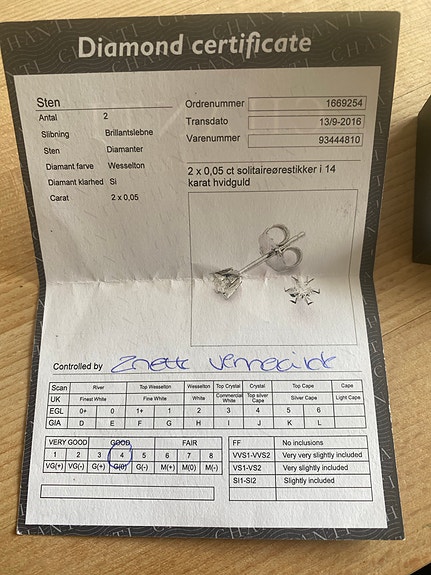 Diamond certificate
Sten
Antal 2
Slibning Brillantslebne
Sten Diamanter
Diamant farve Wesselton
Diamant klarhed Si
Carat 2 x 0,05
Ordrenummer 1669254
Transdato 13/9-2016
Varenummer 93444810
2 x 0,05 ct solitaireørestikker i 14
karat hvidguld
Controlled by
Scan River Top Wesselton Wesselton Top Crystal Crystal Top Cape Cape
UK Finest White Fine White White Commercial White Top silver Cape Silver Cape Light Cape
EGL 0+ 0 1+ 1 2 3 4 5 6
GIA D E F G H I J K L
VERY GOOD GOOD FAIR
1 2 3 4 5 6 7 8
VG(+) VG(-) G(+) G(0) G(-) M(+) M(0) M(-)
FF No inclusions
VVS1-VVS2 Very very slightly included
VS1-VS2 Very slightly included
SI1-SI2 Slightly included